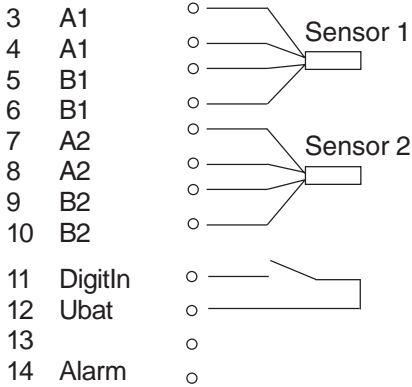 3 A1
Sensor 1
4 A1
5 B1
6 B1
7 A2
Sensor 2
8 A2
9 B2
10 B2
11 DigitIn
12 Ubat
13
14 Alarm